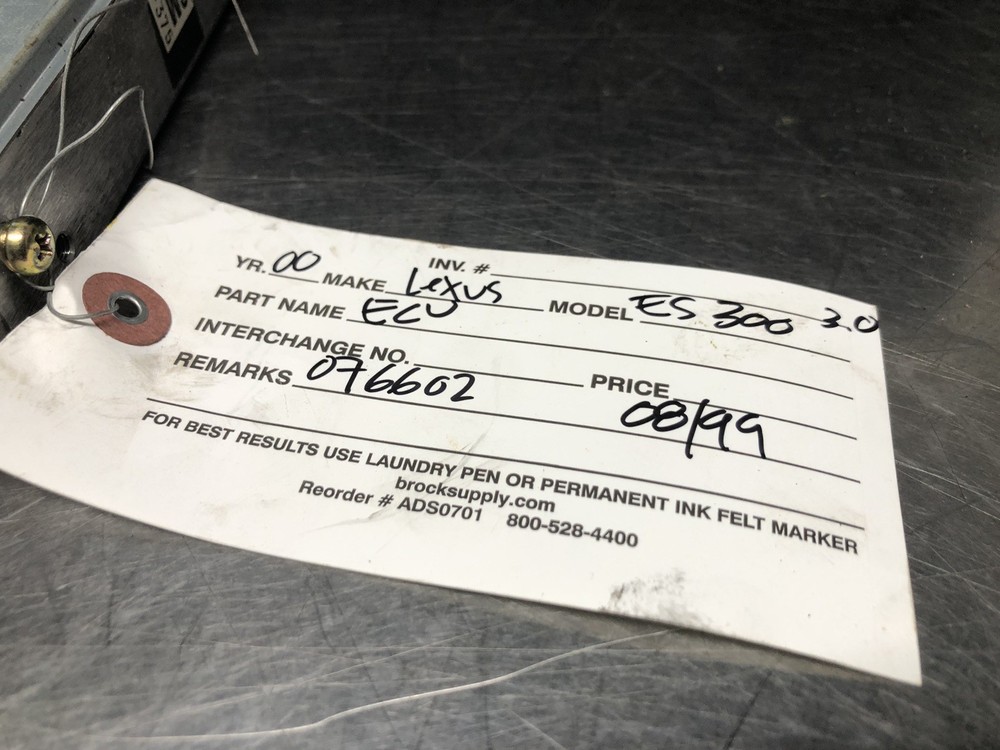 INV. #
YR. 00 MAKE Lexus MODEL ES 300 3.0
PART NAME ECU
INTERCHANGE NO. PRICE
REMARKS 076602 08/99
FOR BEST RESULTS USE LAUNDRY PEN OR PERMANENT INK FELT MARKER
brocksupply.com
Reorder # ADS0701 800-528-4400